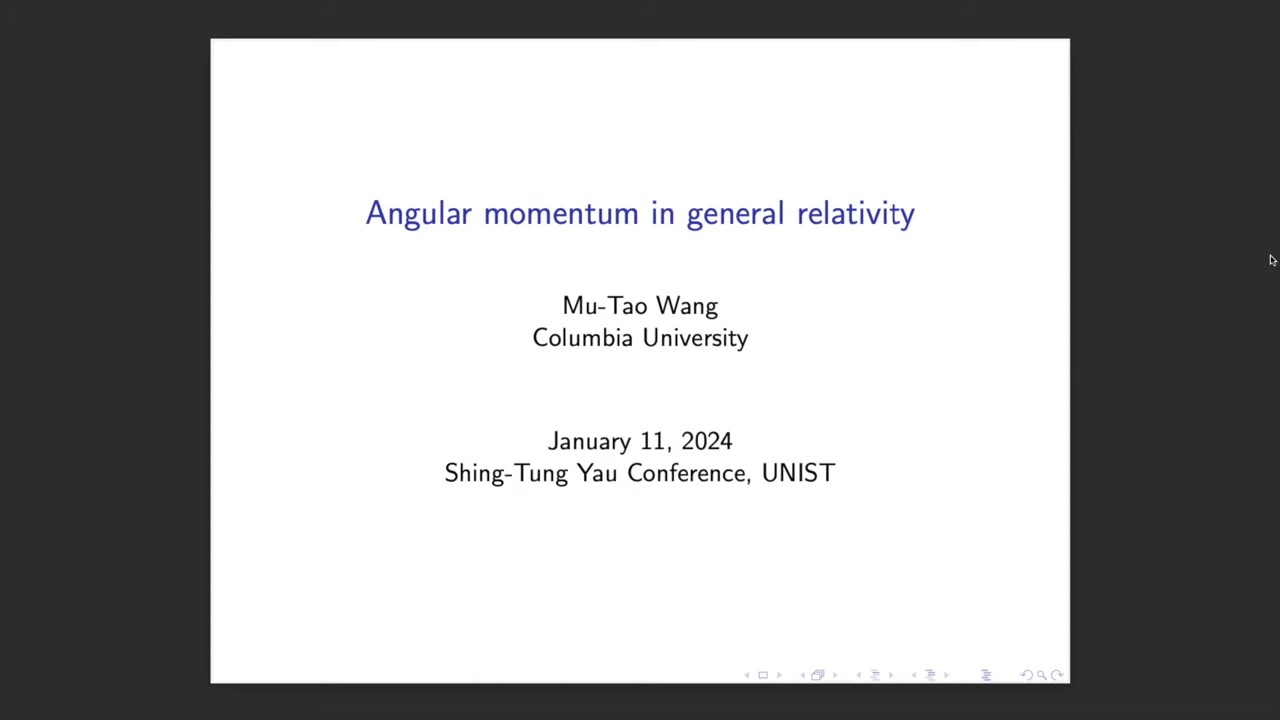 Angular momentum in general relativity
Mu-Tao Wang
Columbia University
January 11, 2024
Shing-Tung Yau Conference, UNIST